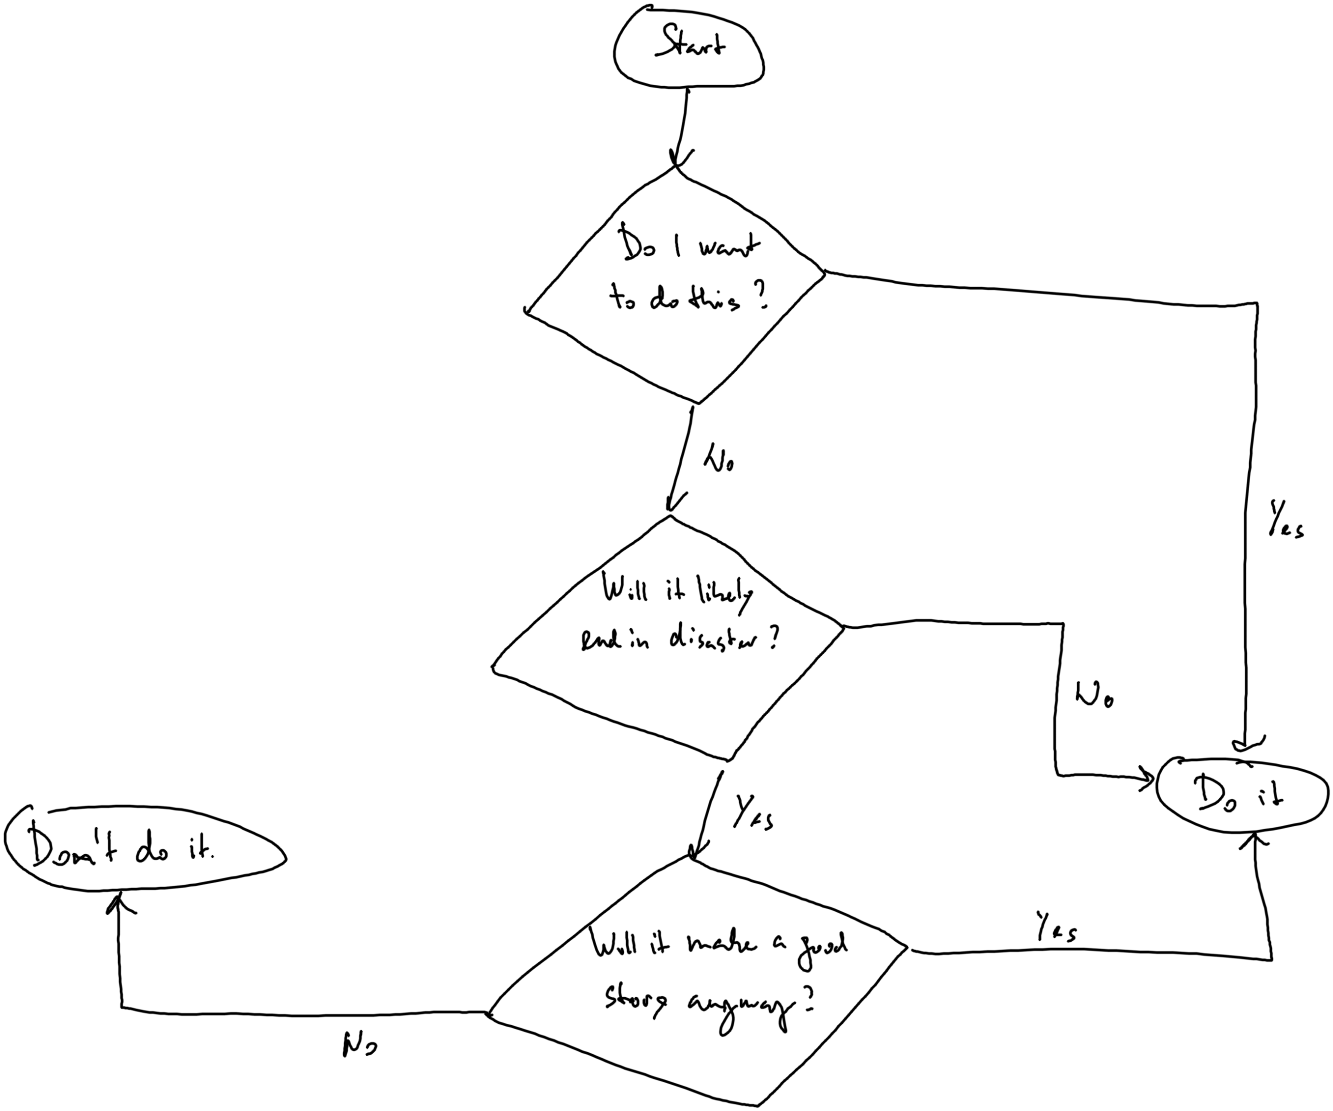 Start
Do I want
to do this?
No
Yes
Will it likely
end in disaster?
No
Yes
Do it
Don't do it.
Will it make a good
story anyway?
Yes
No